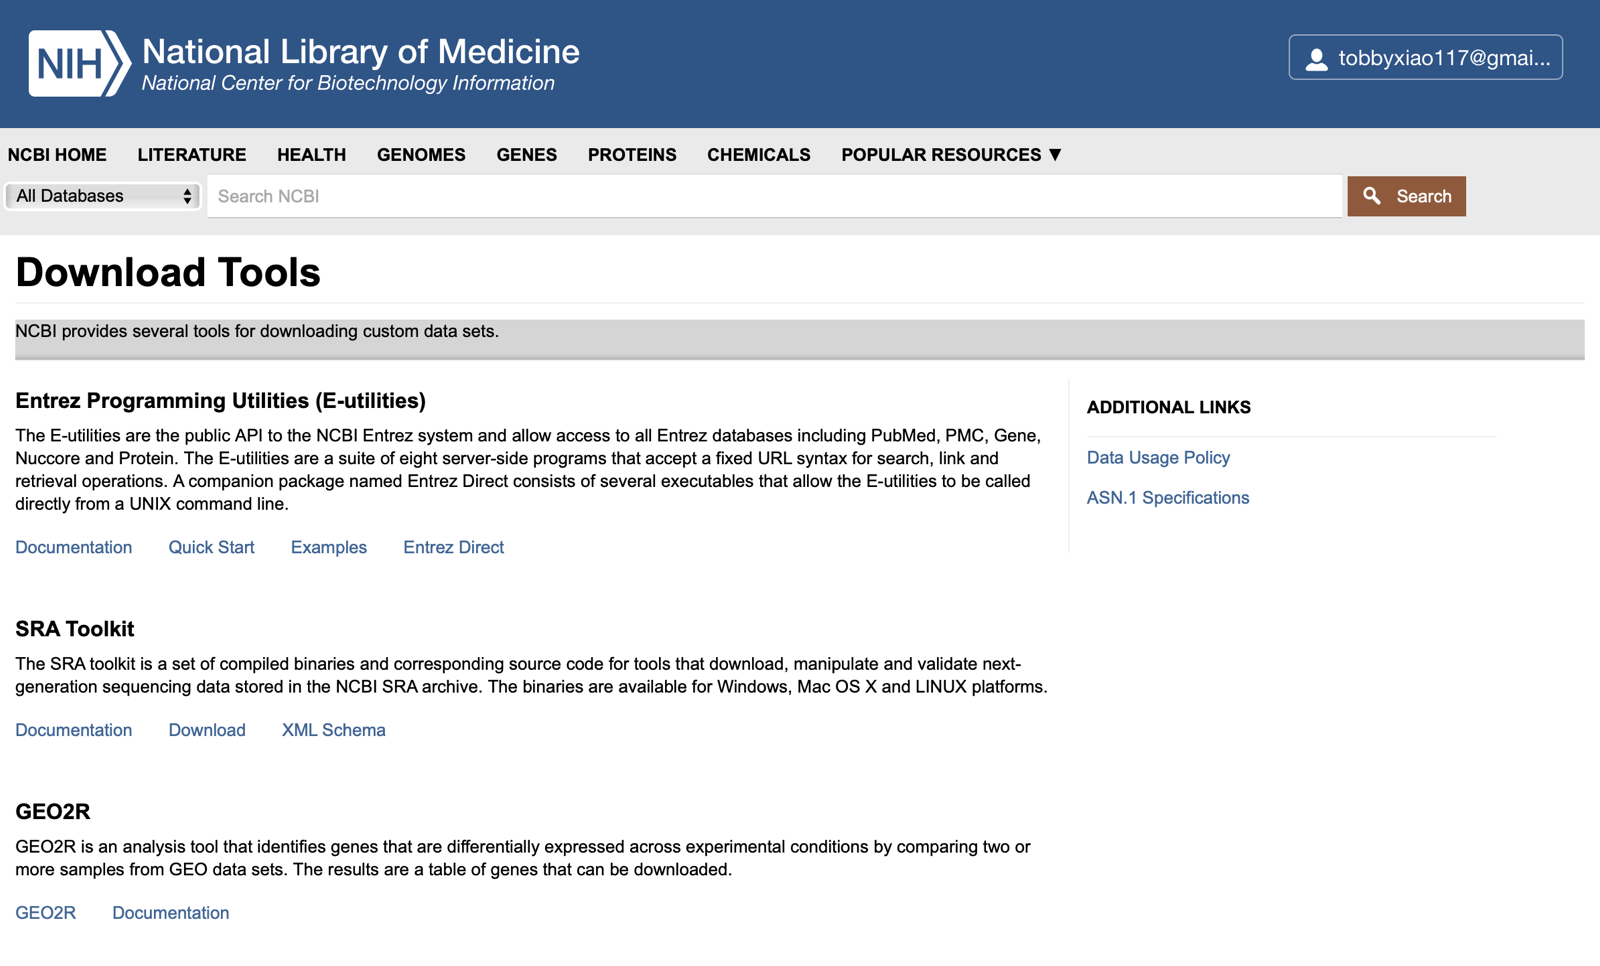 NIH
National Library of Medicine
National Center for Biotechnology Information
tobbyxiao117@gmai...
NCBI HOME LITERATURE HEALTH GENOMES GENES PROTEINS CHEMICALS POPULAR RESOURCES ▼
All Databases Search NCBI Search
Download Tools
NCBI provides several tools for downloading custom data sets.
Entrez Programming Utilities (E-utilities)
The E-utilities are the public API to the NCBI Entrez system and allow access to all Entrez databases including PubMed, PMC, Gene,
Nuccore and Protein. The E-utilities are a suite of eight server-side programs that accept a fixed URL syntax for search, link and
retrieval operations. A companion package named Entrez Direct consists of several executables that allow the E-utilities to be called
directly from a UNIX command line.
Documentation Quick Start Examples Entrez Direct
ADDITIONAL LINKS
Data Usage Policy
ASN.1 Specifications
SRA Toolkit
The SRA toolkit is a set of compiled binaries and corresponding source code for tools that download, manipulate and validate next-
generation sequencing data stored in the NCBI SRA archive. The binaries are available for Windows, Mac OS X and LINUX platforms.
Documentation Download XML Schema
GEO2R
GEO2R is an analysis tool that identifies genes that are differentially expressed across experimental conditions by comparing two or
more samples from GEO data sets. The results are a table of genes that can be downloaded.
GEO2R Documentation